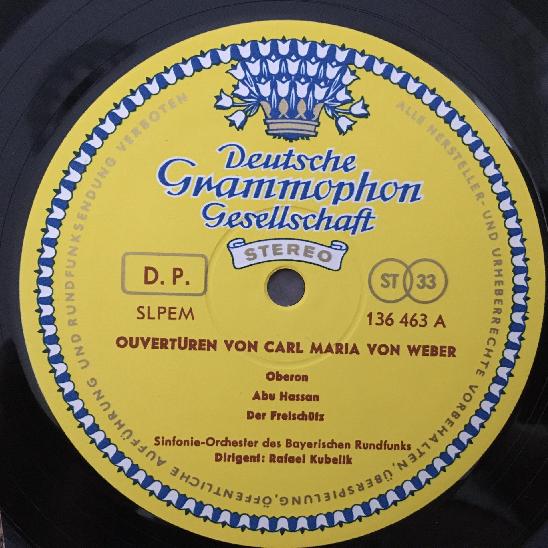 Deutsche
Grammophon
Gesellschaft
STEREO
D. P.
ST 33
SLPEM
136 463 A
OUVERTÜREN VON CARL MARIA VON WEBER
Oberon
Abu Hassan
Der Freischütz
Sinfonie-Orchester des Bayerischen Rundfunks
Dirigent: Rafael Kubelik
ALLE HERSTELLER- UND URHEBERRECHTE VORBEHALTEN, ÜBERSPIELUNG, ÖFFENTLICHE AUFFÜHRUNG UND RUNDFUNKSENDUNG VERBOTEN